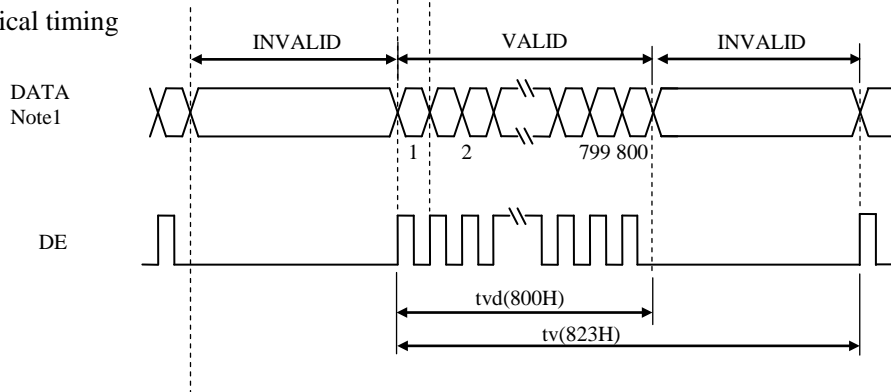 ical timing
INVALID VALID INVALID
DATA
Note1
1 2 799 800
DE
tvd(800H)
tv(823H)